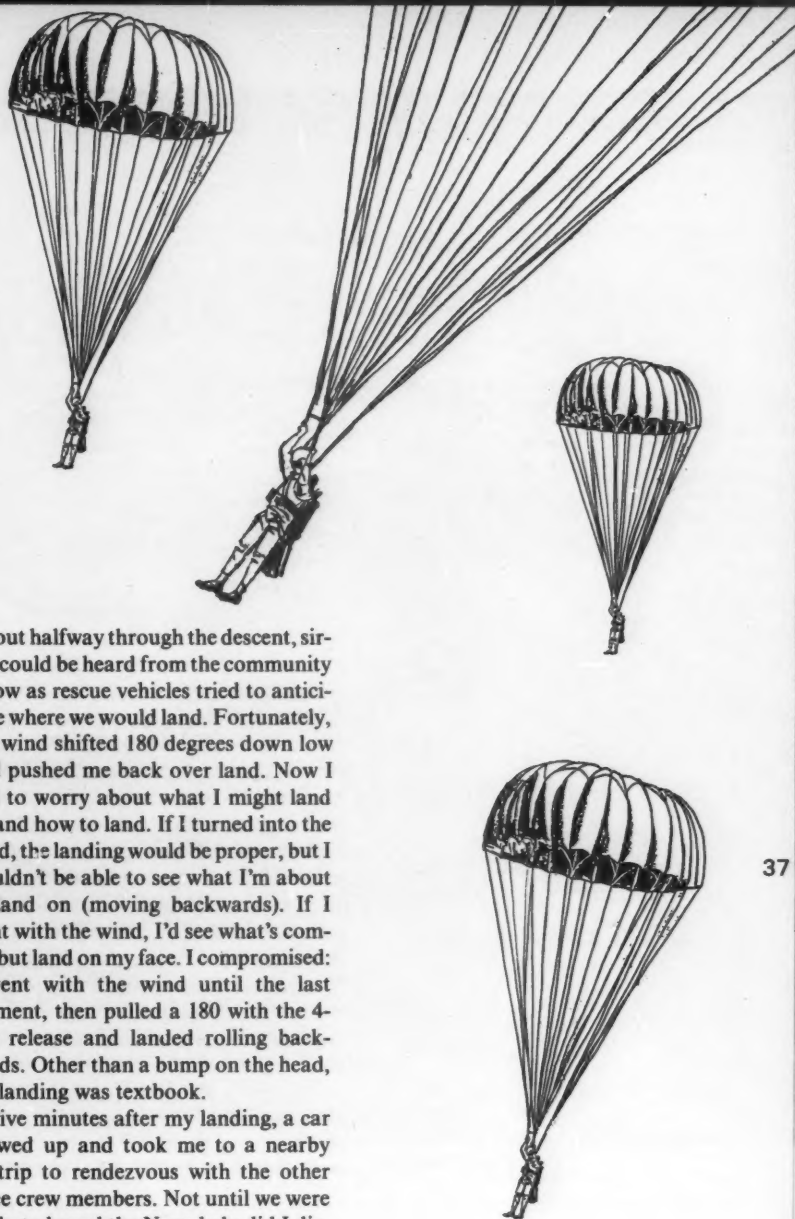 out halfway through the descent, sir-
could be heard from the community
ow as rescue vehicles tried to antici-
e where we would land. Fortunately,
wind shifted 180 degrees down low
pushed me back over land. Now I
to worry about what I might land
and how to land. If I turned into the
d, the landing would be proper, but I
uldn't be able to see what I'm about
and on (moving backwards). If I
t with the wind, I'd see what's com-
but land on my face. I compromised:
ent with the wind until the last
ment, then pulled a 180 with the 4-
release and landed rolling back-
ds. Other than a bump on the head,
landing was textbook.
ive minutes after my landing, a car
wed up and took me to a nearby
trip to rendezvous with the other
e crew members. Not until we were
37